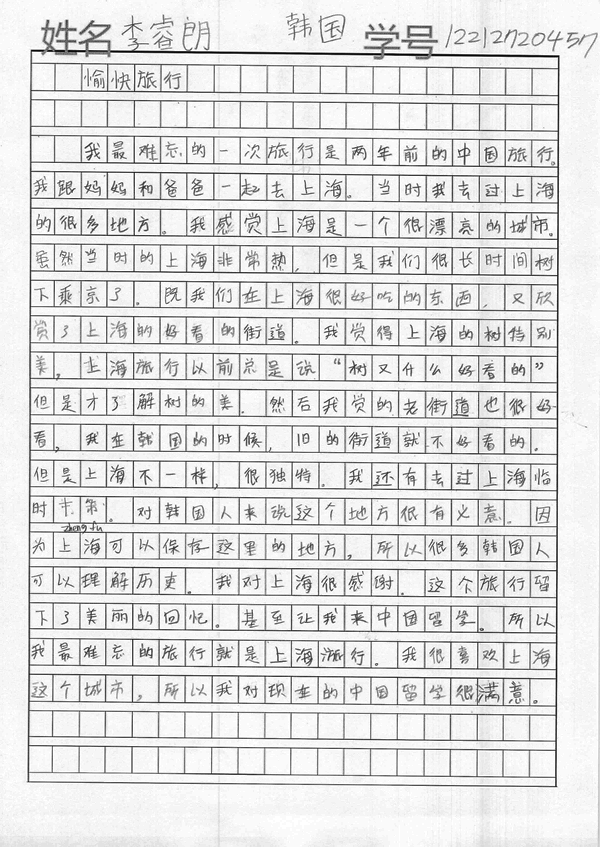 姓名 李睿朗 韩国 学号 12212720457
愉快旅行
我最难忘的一次旅行是两年前的中国旅行。
我跟妈妈和爸爸一起去上海。当时我去过上海
的很多地方。我感觉上海是一个很漂亮的城市。
虽然当时的上海非常热，但是我们很长时间树
下乘京了。既我们在上海很好吃的东西，又欣
赏了上海的好看的街道。我觉得上海的树特别
美，上海旅行以前总是说“树又什么好看的”
但是才了解树的美。然后我觉的老街道也很好
看，我在韩国的时候，旧的街道就不好看的。
但是上海不一样，很独特。我还有去过上海临
时 。对韩国人来说这个地方很有义意。因
zheng fu
为上海可以保存这里的地方，所以很多韩国人
可以理解历吏。我对上海很感谢。这个旅行留
下了美丽的回忆。甚至让我来中国留学。所以
我最难忘的旅行就是上海旅行。我很喜欢上海
这个城市，所以我对现在的中国留学很满意。